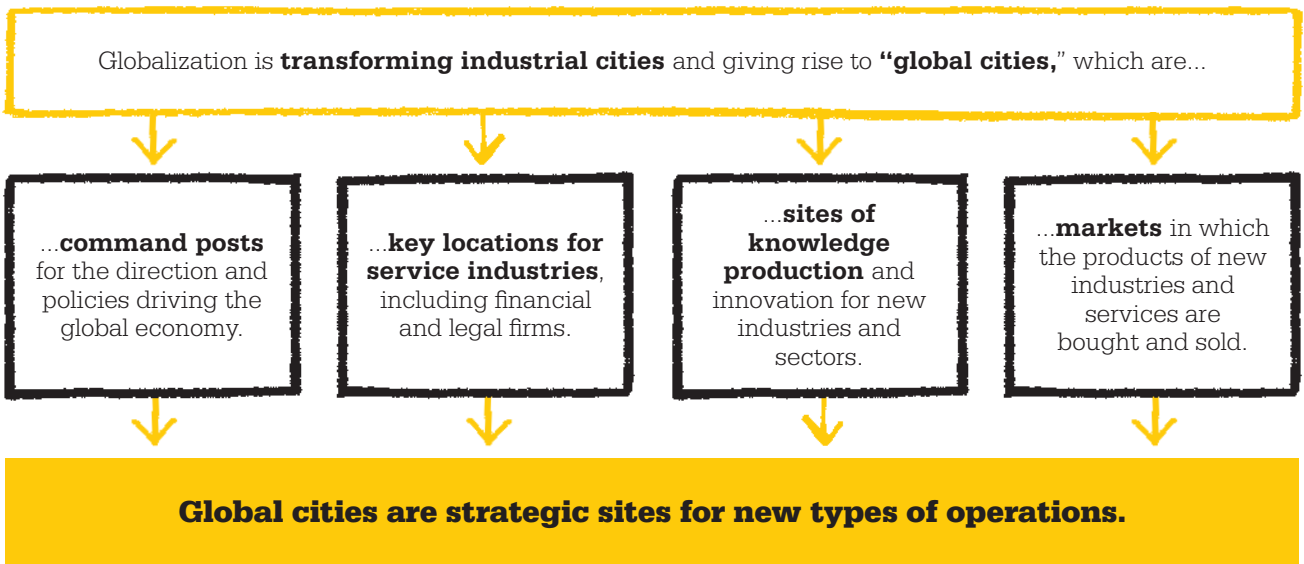 Globalization is transforming industrial cities and giving rise to “global cities,” which are...
...command posts
for the direction and
policies driving the
global economy.
...key locations for
service industries,
including financial
and legal firms.
...sites of
knowledge
production and
innovation for new
industries and
sectors.
...markets in which
the products of new
industries and
services are
bought and sold.
Global cities are strategic sites for new types of operations.